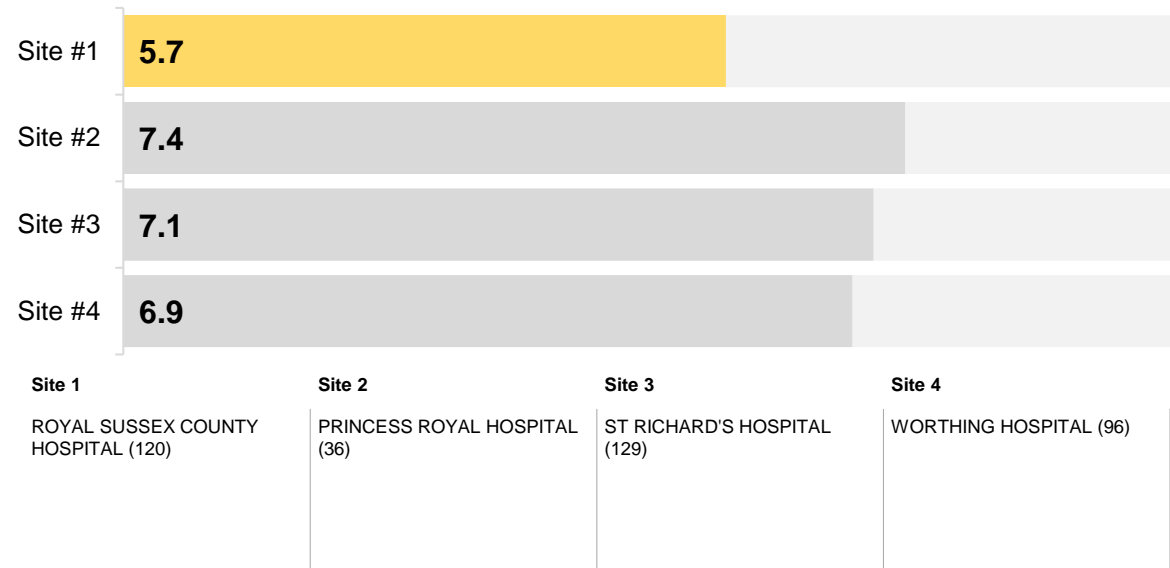 Site #1
5.7
Site #2
7.4
Site #3
7.1
Site #4
6.9
Site 1
ROYAL SUSSEX COUNTY
HOSPITAL (120)
Site 2
PRINCESS ROYAL HOSPITAL
(36)
Site 3
ST RICHARD'S HOSPITAL
(129)
Site 4
WORTHING HOSPITAL (96)